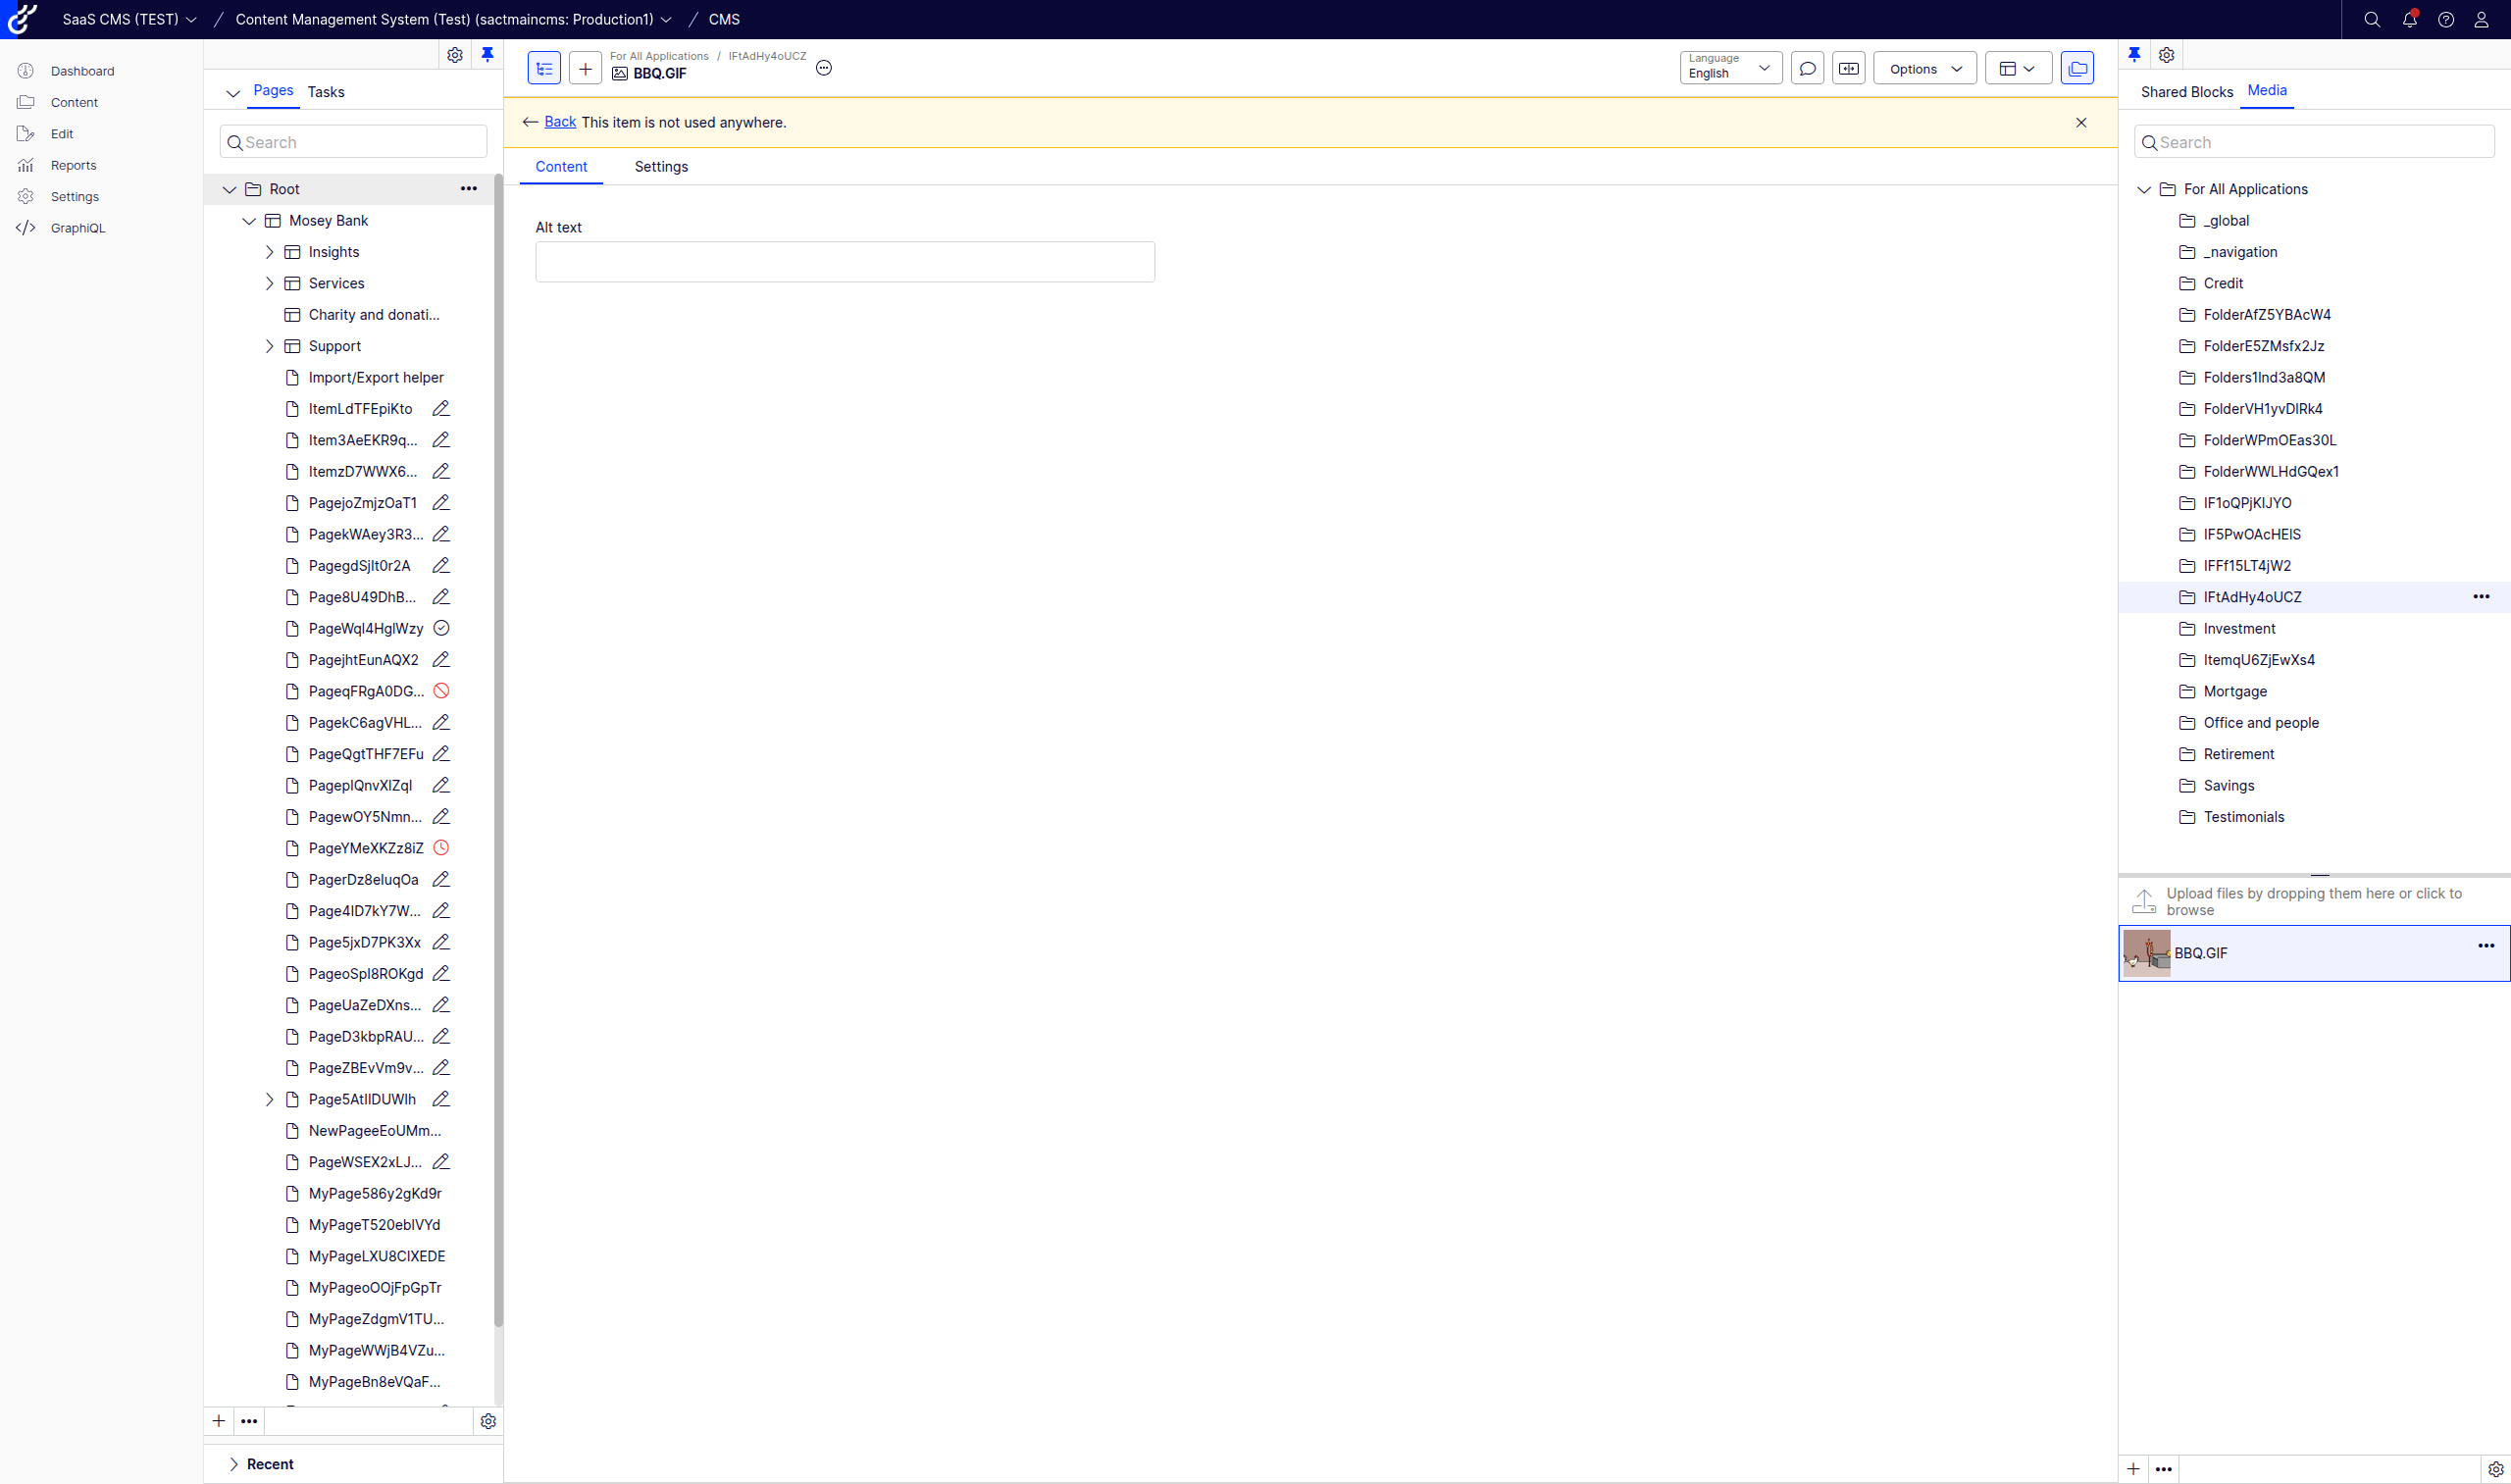 SaaS CMS (TEST) / Content Management System (Test) (sactmaincms: Production1) / CMS
Dashboard
Content
Edit
Reports
Settings
GraphiQL
Pages Tasks
Search
Root
Mosey Bank
Insights
Services
Charity and donati...
Support
Import/Export helper
ItemLdTFEpiKto
Item3AeEKR9q...
ItemzD7WWX6...
PagejoZmjzOaT1
PagekWAey3R3...
PagegdSjlt0r2A
Page8U49DhB...
PageWql4HglWzy
PagejhtEunAQX2
PageqFRgA0DG...
PagekC6agVHL...
PageQgtTHF7EFu
PageplQnvXlZql
PagewOY5Nmn...
PageYMeXKZz8iZ
PagerDz8eluqOa
Page4ID7kY7W...
Page5jxD7PK3Xx
PageoSpl8ROKgd
PageUaZeDXns...
PageD3kbpRAU...
PageZBEvVm9v...
Page5AtIlDUWlh
NewPageeEoUMm...
PageWSEX2xLJ...
MyPage586y2gKd9r
MyPageT520eblVYd
MyPageLXU8CIXEDE
MyPageoOOjFpGpTr
MyPageZdgmV1TU...
MyPageWWjB4VZu...
MyPageBn8eVQaF...
Recent
For All Applications / IFtAdHy4oUCZ
BBQ.GIF
Language
English
Options
Back This item is not used anywhere.
Content Settings
Alt text
Shared Blocks Media
Search
For All Applications
_global
_navigation
Credit
FolderAfZ5YBAcW4
FolderE5ZMsfx2Jz
Folders1lnd3a8QM
FolderVH1yvDlRk4
FolderWPmOEas30L
FolderWWLHdGQex1
IF1oQPjKlJYO
IF5PwOAcHElS
IFFf15LT4jW2
IFtAdHy4oUCZ
Investment
ItemqU6ZjEwXs4
Mortgage
Office and people
Retirement
Savings
Testimonials
Upload files by dropping them here or click to
browse
BBQ.GIF